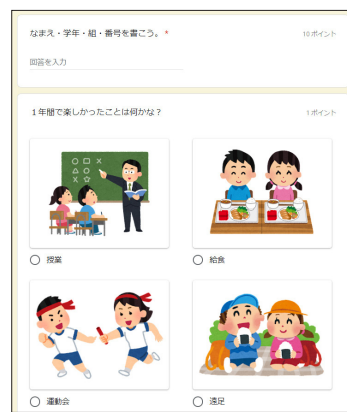 なまえ・学年・組・番号を書こう。*
10 ポイント
回答を入力
1年間で楽しかったことは何かな？
1 ポイント
授業
給食
運動会
遠足